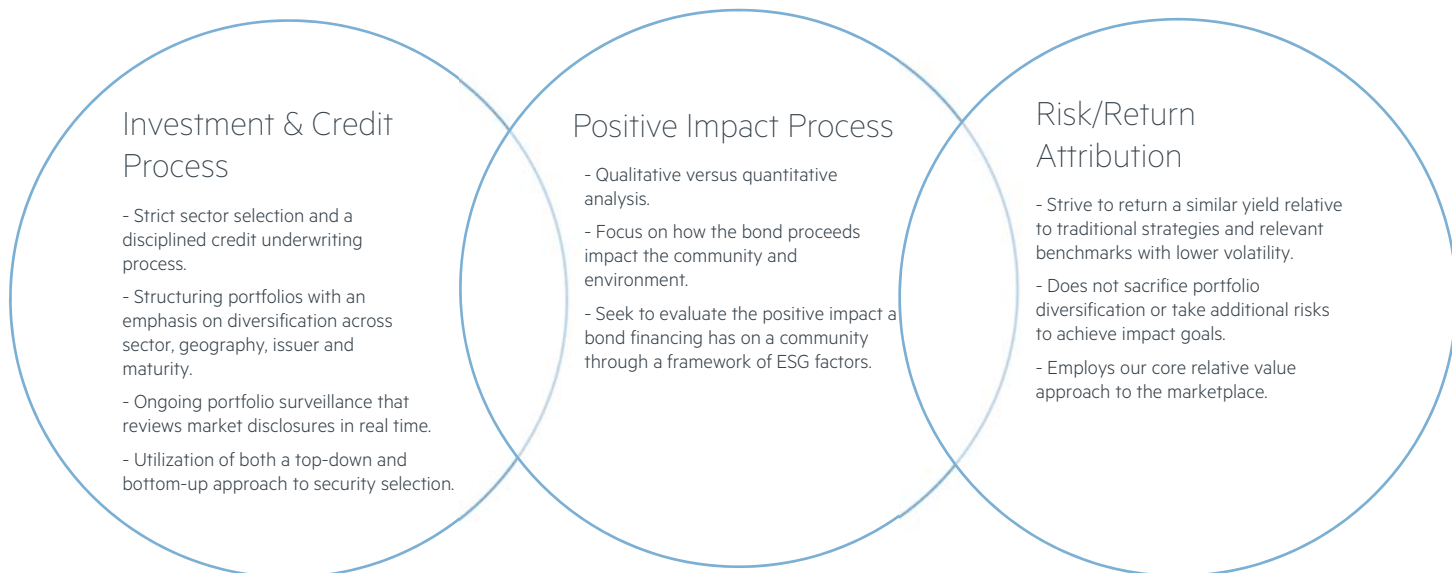 Investment & Credit
Process
- Strict sector selection and a
disciplined credit underwriting
process.
- Structuring portfolios with an
emphasis on diversification across
sector, geography, issuer and
maturity.
- Ongoing portfolio surveillance that
reviews market disclosures in real time.
- Utilization of both a top-down and
bottom-up approach to security selection.
Positive Impact Process
- Qualitative versus quantitative
analysis.
- Focus on how the bond proceeds
impact the community and
environment.
- Seek to evaluate the positive impact a
bond financing has on a community
through a framework of ESG factors.
Risk/Return
Attribution
- Strive to return a similar yield relative
to traditional strategies and relevant
benchmarks with lower volatility.
- Does not sacrifice portfolio
diversification or take additional risks
to achieve impact goals.
- Employs our core relative value
approach to the marketplace.